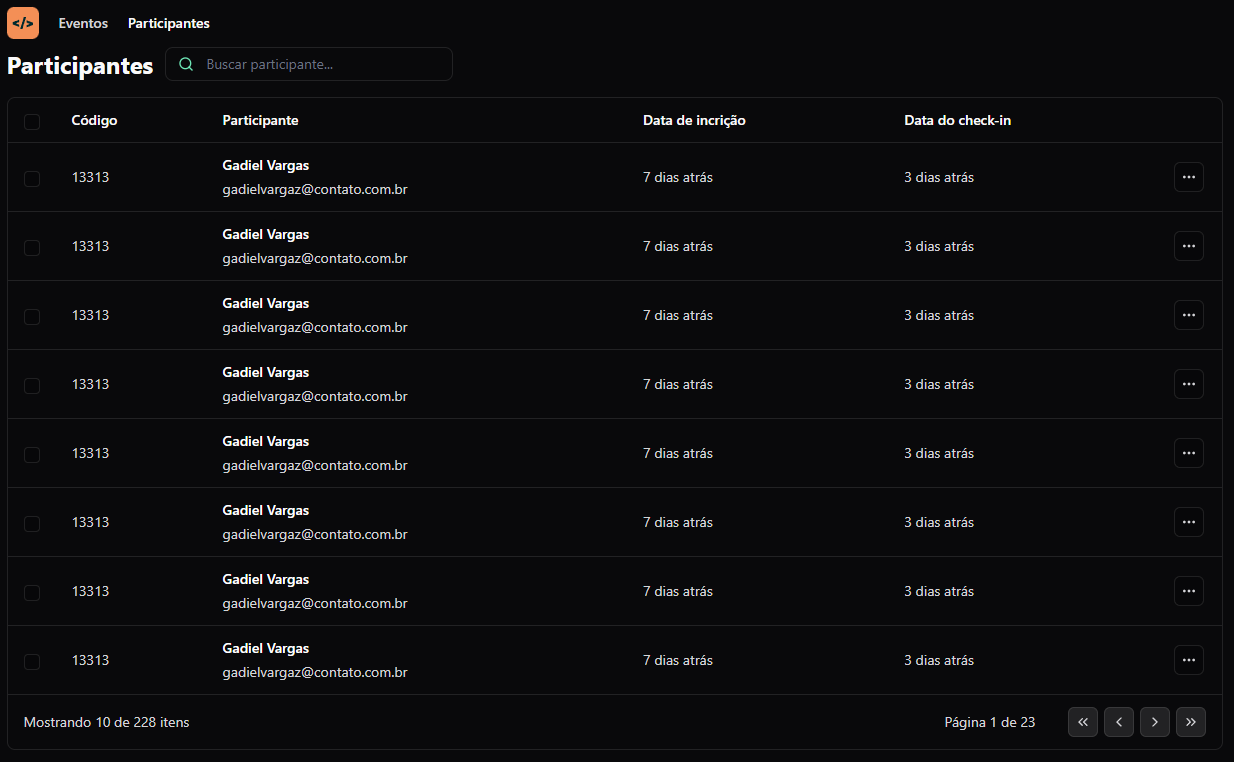 </> Eventos Participantes
Participantes Buscar participante...
Código Participante Data de incrição Data do check-in
13313 Gadiel Vargas 7 dias atrás 3 dias atrás
gadielvargaz@contato.com.br
13313 Gadiel Vargas 7 dias atrás 3 dias atrás
gadielvargaz@contato.com.br
13313 Gadiel Vargas 7 dias atrás 3 dias atrás
gadielvargaz@contato.com.br
13313 Gadiel Vargas 7 dias atrás 3 dias atrás
gadielvargaz@contato.com.br
13313 Gadiel Vargas 7 dias atrás 3 dias atrás
gadielvargaz@contato.com.br
13313 Gadiel Vargas 7 dias atrás 3 dias atrás
gadielvargaz@contato.com.br
13313 Gadiel Vargas 7 dias atrás 3 dias atrás
gadielvargaz@contato.com.br
13313 Gadiel Vargas 7 dias atrás 3 dias atrás
gadielvargaz@contato.com.br
Mostrando 10 de 228 itens Página 1 de 23